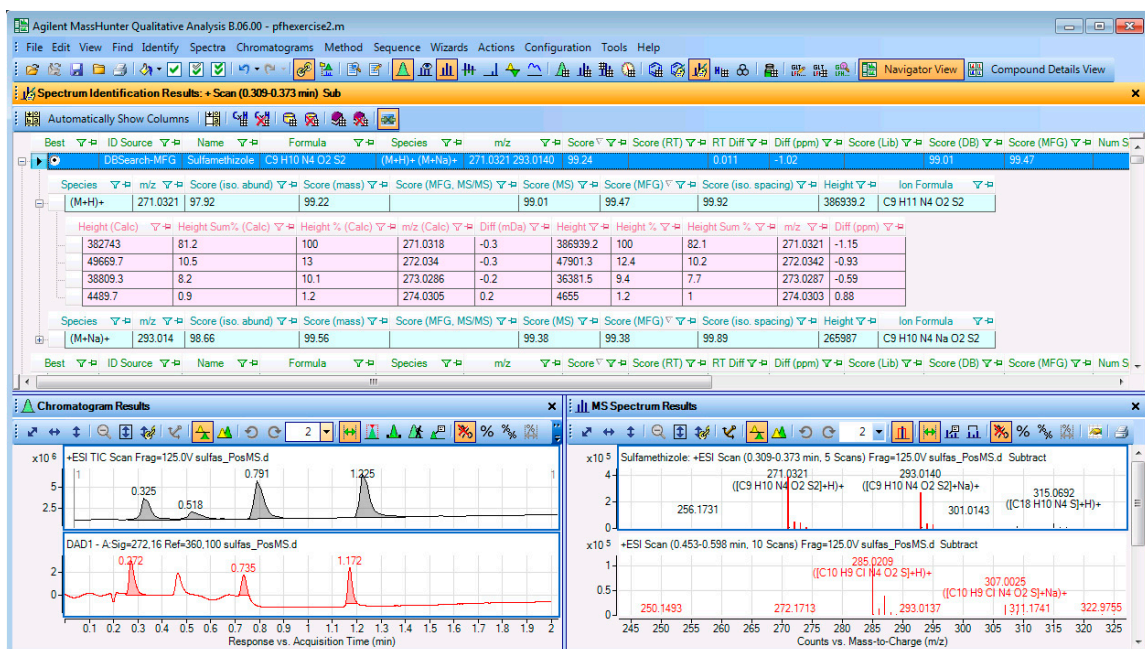 Agilent MassHunter Qualitative Analysis B.06.00 - pfhexercise2.m
File Edit View Find Identify Spectra Chromatograms Method Sequence Wizards Actions Configuration Tools Help
Navigator View Compound Details View
Spectrum Identification Results: + Scan (0.309-0.373 min) Sub
Automatically Show Columns
Best ID Source Name Formula Species m/z Score Score (RT) RT Diff Diff (ppm) Score (Lib) Score (DB) Score (MFG) Num S
DBSearch-MFG Sulfamethizole C9 H10 N4 O2 S2 (M+H)+ (M+Na)+ 271.0321 293.0140 99.24 0.011 -1.02 99.01 99.47
Species m/z Score (iso. abund) Score (mass) Score (MFG, MS/MS) Score (MS) Score (MFG) Score (iso. spacing) Height Ion Formula
(M+H)+ 271.0321 97.92 99.22 99.01 99.47 99.92 386939.2 C9 H11 N4 O2 S2
Height (Calc) Height Sum% (Calc) Height % (Calc) m/z (Calc) Diff (mDa) Height Height % Height Sum % m/z Diff (ppm)
382743 81.2 100 271.0318 -0.3 386939.2 100 82.1 271.0321 -1.15
49669.7 10.5 13 272.034 -0.3 47901.3 12.4 10.2 272.0342 -0.93
38809.3 8.2 10.1 273.0286 -0.2 36381.5 9.4 7.7 273.0287 -0.59
4489.7 0.9 1.2 274.0305 0.2 4655 1.2 1 274.0303 0.88
Species m/z Score (iso. abund) Score (mass) Score (MFG, MS/MS) Score (MS) Score (MFG) Score (iso. spacing) Height Ion Formula
(M+Na)+ 293.014 98.66 99.56 99.38 99.38 99.89 265987 C9 H10 N4 Na O2 S2
Best ID Source Name Formula Species m/z Score Score (RT) RT Diff Diff (ppm) Score (Lib) Score (DB) Score (MFG) Num S
Chromatogram Results
2
x10 6 +ESI TIC Scan Frag=125.0V sulfas_PosMS.d
1 1
5
2.5
0.325 0.518 0.791 1.225
DAD1 - A:Sig=272,16 Ref=360,100 sulfas_PosMS.d
2
0
0.272 0.735 1.172
0.1 0.2 0.3 0.4 0.5 0.6 0.7 0.8 0.9 1 1.1 1.2 1.3 1.4 1.5 1.6 1.7 1.8 1.9 2
Response vs. Acquisition Time (min)
MS Spectrum Results
2
x10 5 Sulfamethizole: +ESI Scan (0.309-0.373 min, 5 Scans) Frag=125.0V sulfas_PosMS.d Subtract
4
2
0
271.0321 293.0140
([C9 H10 N4 O2 S2]+H)+ ([C9 H10 N4 O2 S2]+Na)+
315.0692
([C18 H10 N4 S]+H)+
256.1731 301.0143
x10 5 +ESI Scan (0.453-0.598 min, 10 Scans) Frag=125.0V sulfas_PosMS.d Subtract
1
0.5
0
285.0209
([C10 H9 Cl N4 O2 S]+H)+
307.0025
([C10 H9 Cl N4 O2 S]+Na)+
250.1493 272.1713 293.0137 311.1741 322.9755
245 250 255 260 265 270 275 280 285 290 295 300 305 310 315 320 325
Counts vs. Mass-to-Charge (m/z)